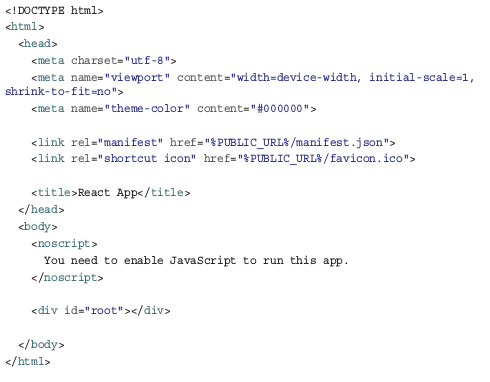 <!DOCTYPE html>
<html>
  <head>
    <meta charset="utf-8">
    <meta name="viewport" content="width=device-width, initial-scale=1,
shrink-to-fit=no">
    <meta name="theme-color" content="#000000">

    <link rel="manifest" href="%PUBLIC_URL%/manifest.json">
    <link rel="shortcut icon" href="%PUBLIC_URL%/favicon.ico">

    <title>React App</title>
  </head>
  <body>
    <noscript>
      You need to enable JavaScript to run this app.
    </noscript>

    <div id="root"></div>

  </body>
</html>